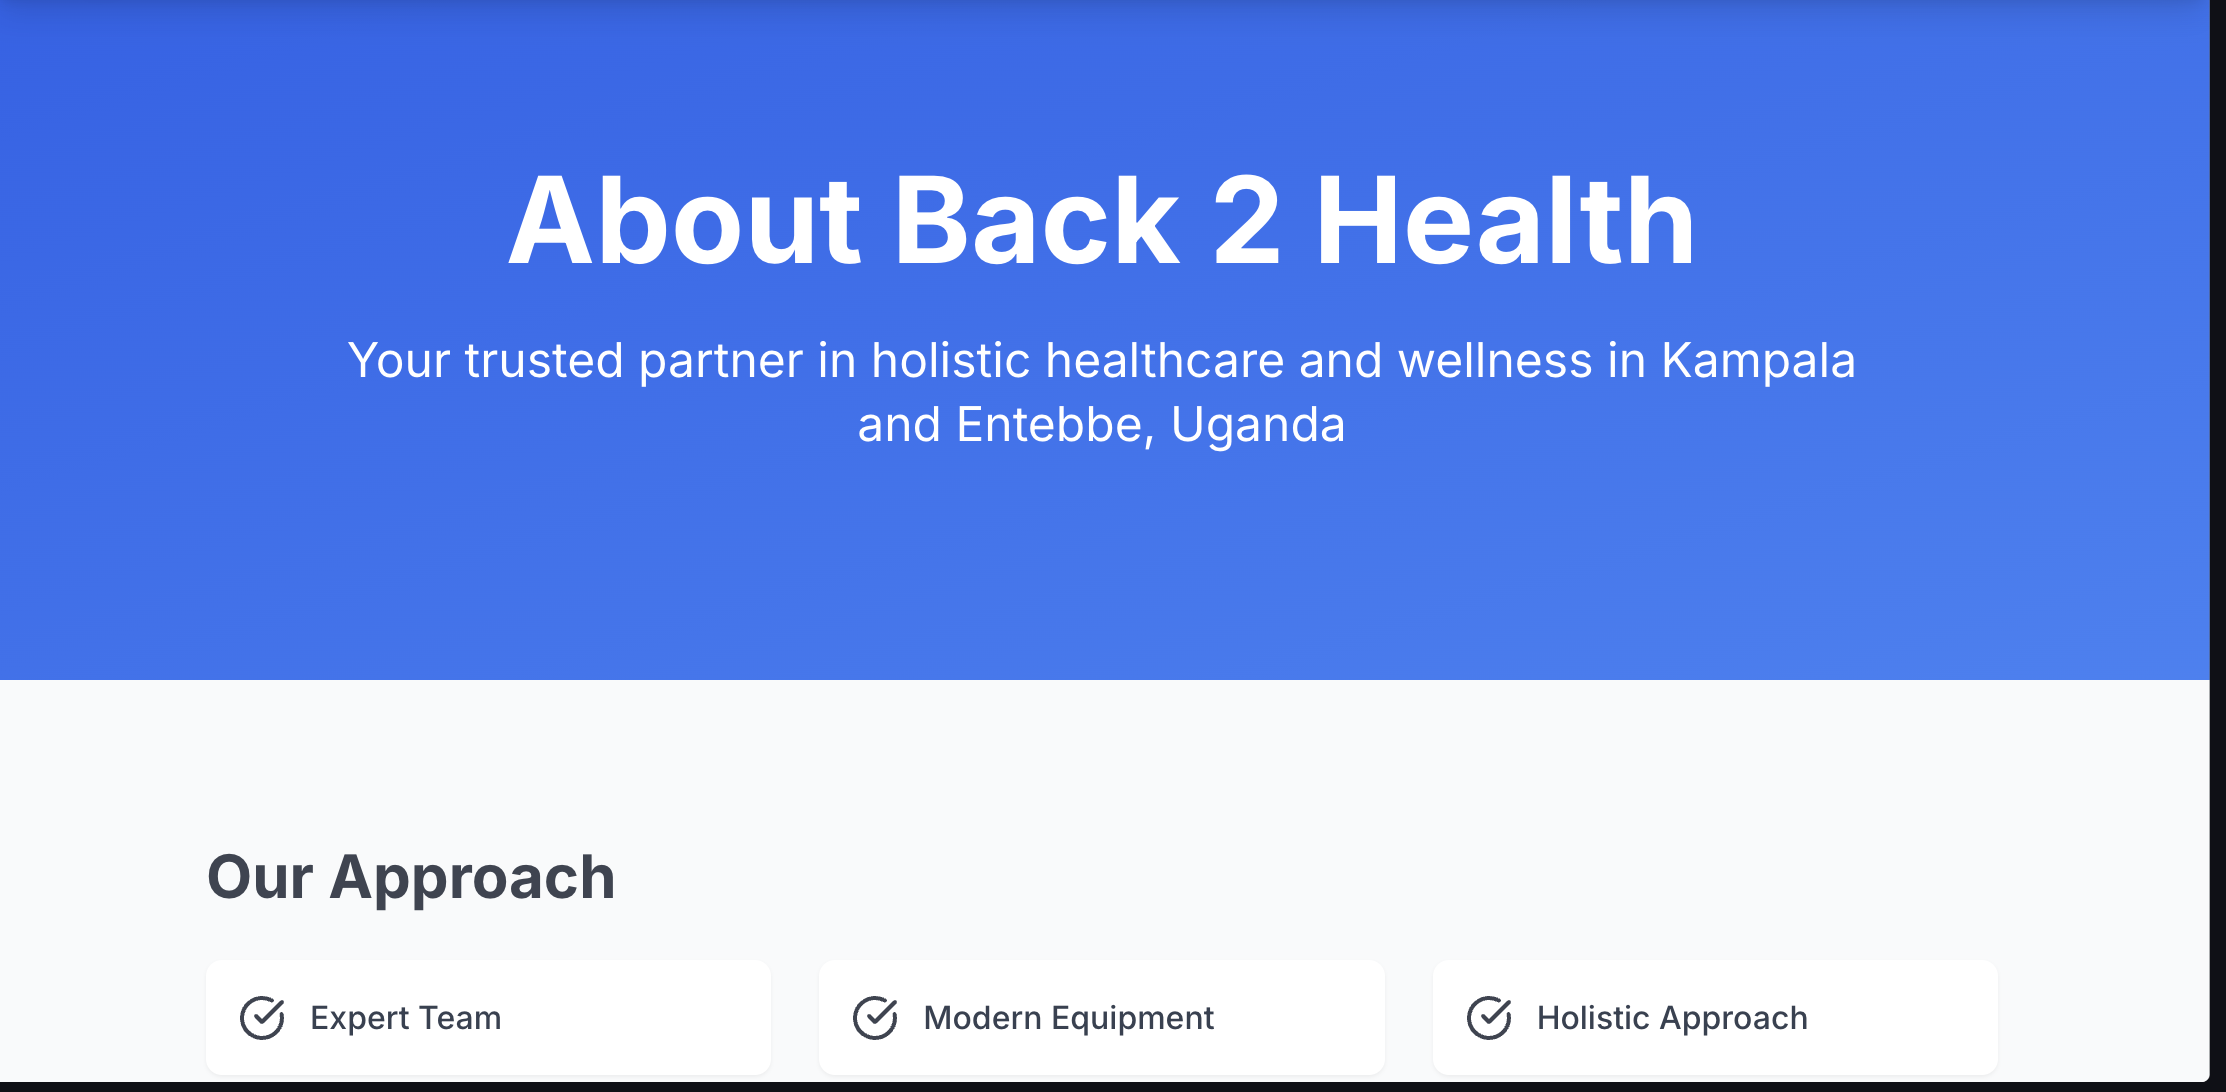 About Back 2 Health
Your trusted partner in holistic healthcare and wellness in Kampala
and Entebbe, Uganda
Our Approach
Expert Team
Modern Equipment
Holistic Approach